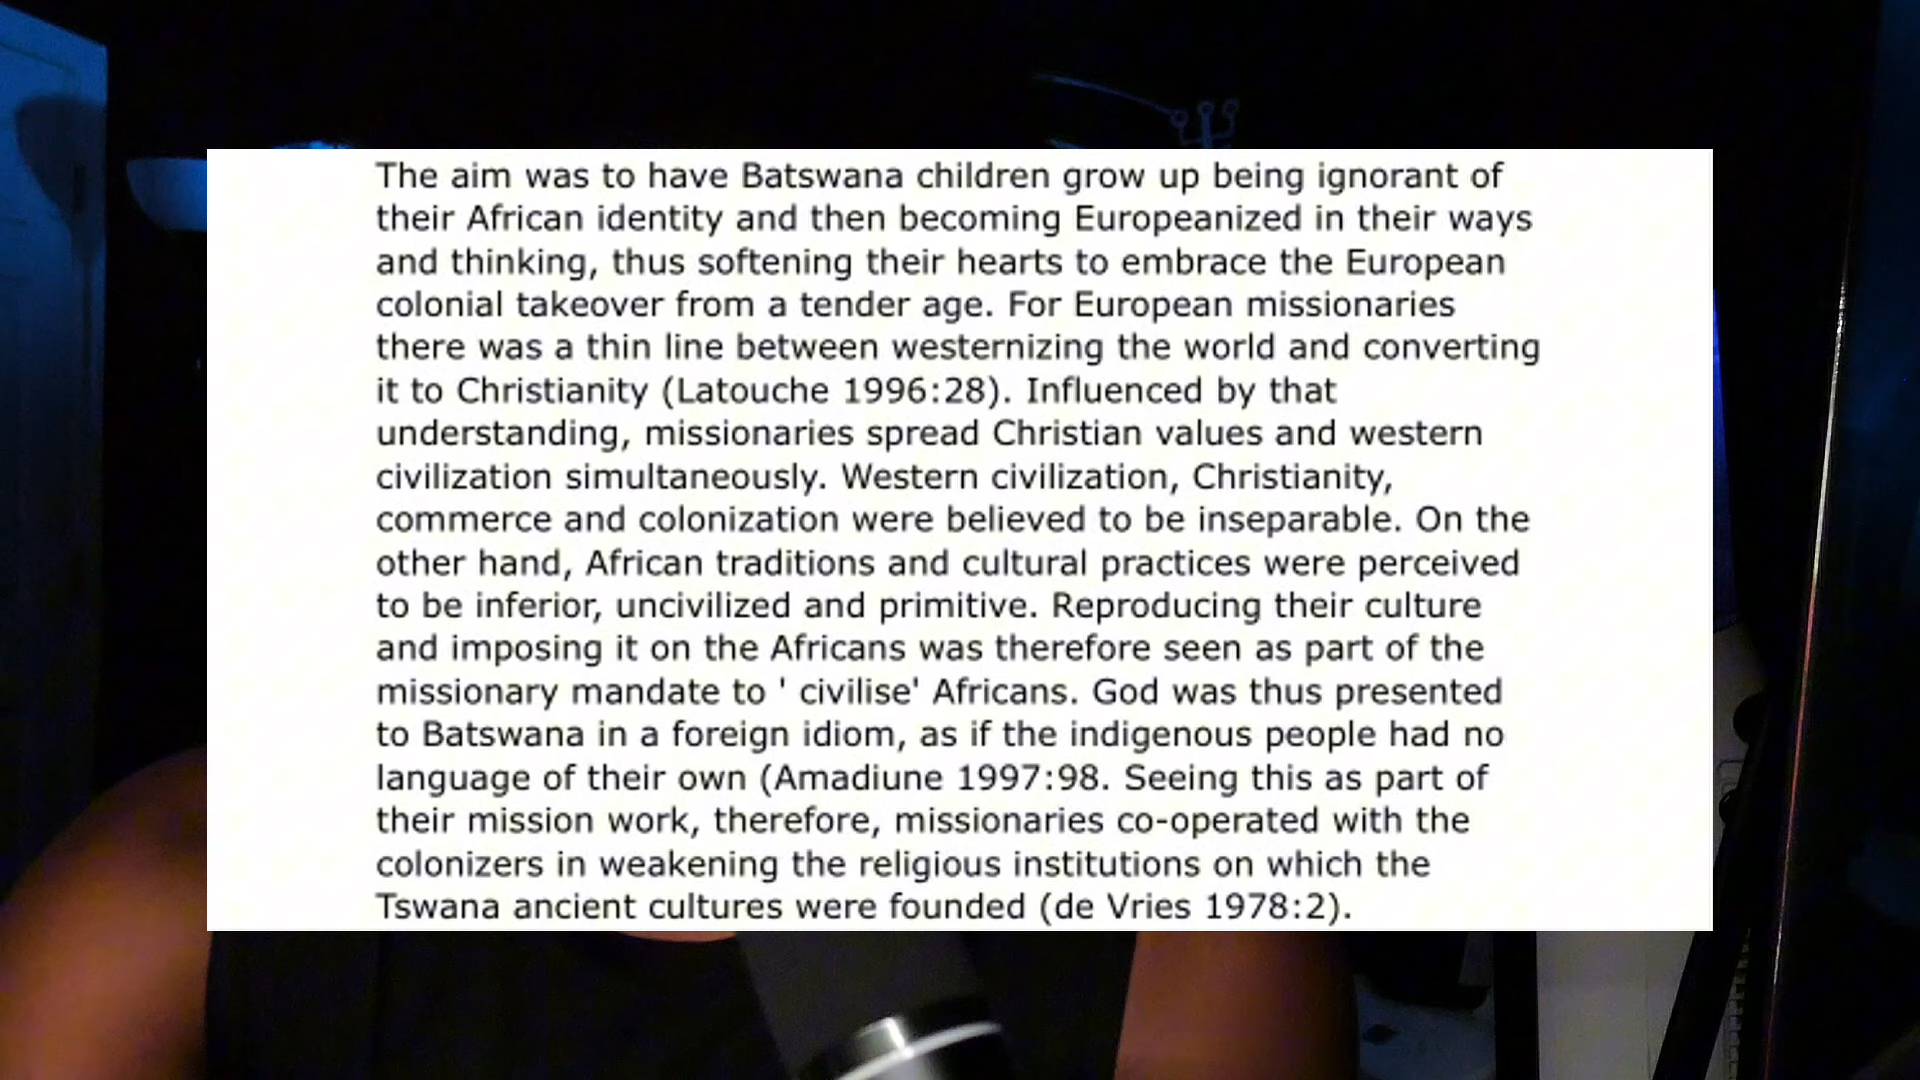 The aim was to have Batswana children grow up being ignorant of
their African identity and then becoming Europeanized in their ways
and thinking, thus softening their hearts to embrace the European
colonial takeover from a tender age. For European missionaries
there was a thin line between westernizing the world and converting
it to Christianity (Latouche 1996:28). Influenced by that
understanding, missionaries spread Christian values and western
civilization simultaneously. Western civilization, Christianity,
commerce and colonization were believed to be inseparable. On the
other hand, African traditions and cultural practices were perceived
to be inferior, uncivilized and primitive. Reproducing their culture
and imposing it on the Africans was therefore seen as part of the
missionary mandate to ' civilise' Africans. God was thus presented
to Batswana in a foreign idiom, as if the indigenous people had no
language of their own (Amadiune 1997:98. Seeing this as part of
their mission work, therefore, missionaries co-operated with the
colonizers in weakening the religious institutions on which the
Tswana ancient cultures were founded (de Vries 1978:2).